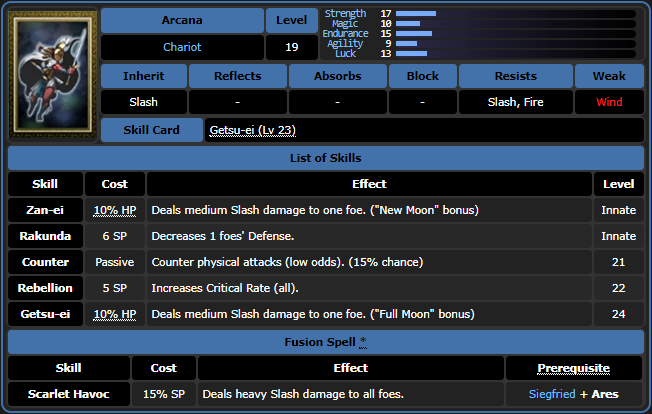 Arcana Level
Chariot 19
Strength 17
Magic 10
Endurance 15
Agility 9
Luck 13
Inherit Reflects Absorbs Block Resists Weak
Slash - - - Slash, Fire Wind
Skill Card Getsu-ei (Lv 23)
List of Skills
Skill Cost Effect Level
Zan-ei 10% HP Deals medium Slash damage to one foe. ("New Moon" bonus) Innate
Rakunda 6 SP Decreases 1 foes' Defense. Innate
Counter Passive Counter physical attacks (low odds). (15% chance) 21
Rebellion 5 SP Increases Critical Rate (all). 22
Getsu-ei 10% HP Deals medium Slash damage to one foe. ("Full Moon" bonus) 24
Fusion Spell *
Skill Cost Effect Prerequisite
Scarlet Havoc 15% SP Deals heavy Slash damage to all foes. Siegfried + Ares